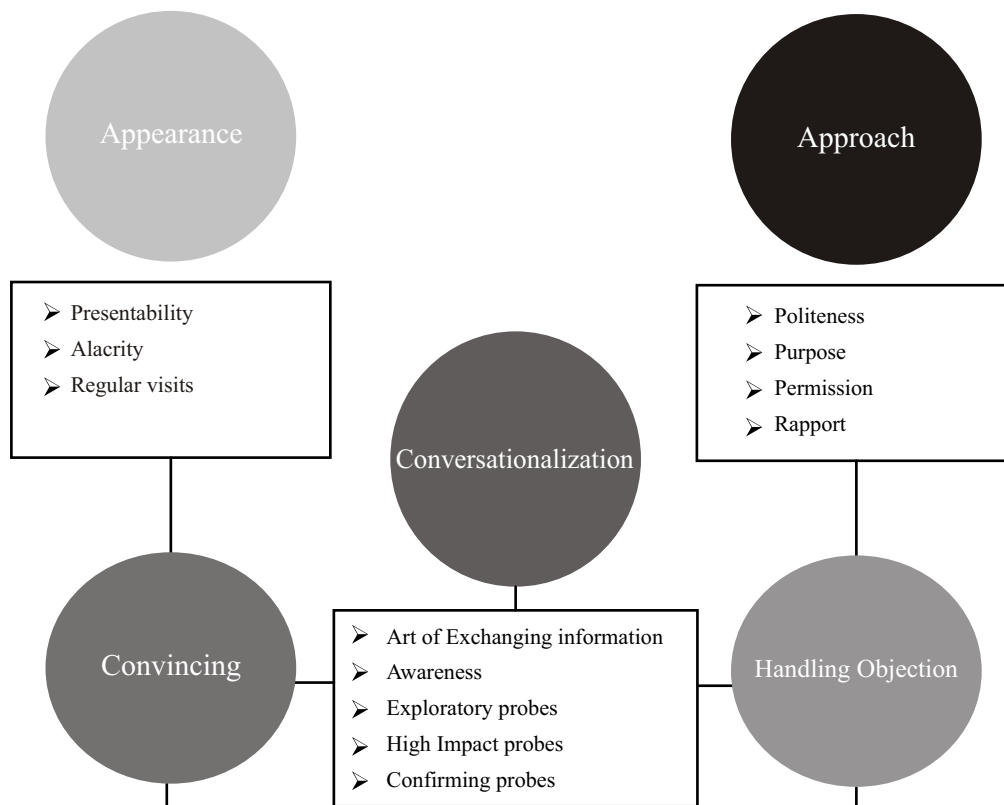 Appearance
Approach
➢ Presentability
➢ Alacrity
➢ Regular visits
➢ Politeness
➢ Purpose
➢ Permission
➢ Rapport
Conversationalization
Convincing
➢ Art of Exchanging information
➢ Awareness
➢ Exploratory probes
➢ High Impact probes
➢ Confirming probes
Handling Objection